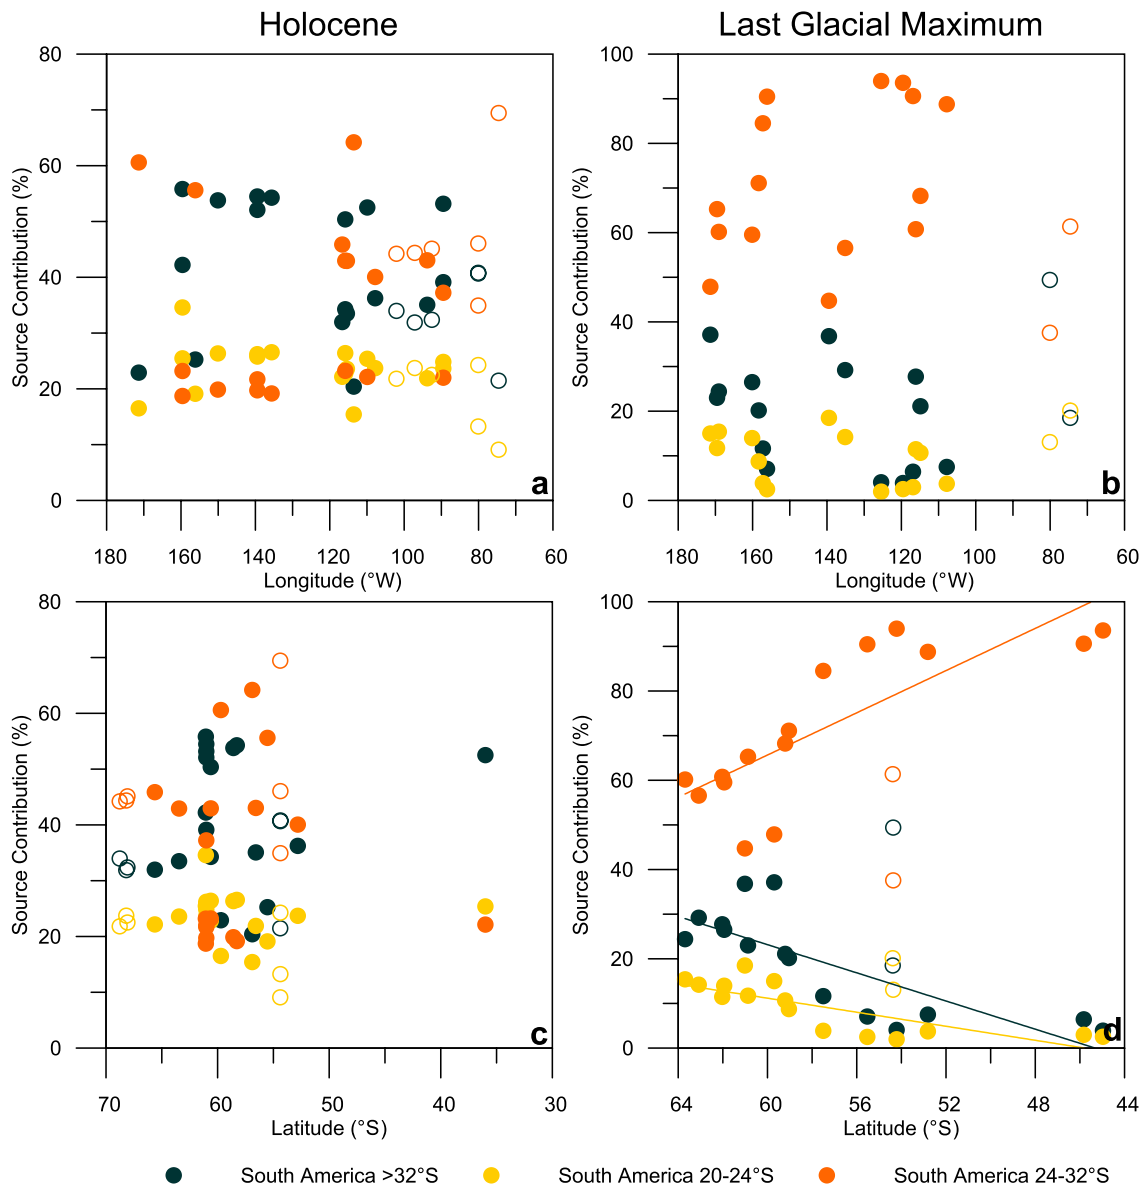 Holocene
Last Glacial Maximum
80
60
40
20
0
Source Contribution (%)
a
180 160 140 120 100 80 60
Longitude (°W)
100
80
60
40
20
0
Source Contribution (%)
b
180 160 140 120 100 80 60
Longitude (°W)
80
60
40
20
0
Source Contribution (%)
c
70 60 50 40 30
Latitude (°S)
100
80
60
40
20
0
Source Contribution (%)
d
64 60 56 52 48 44
Latitude (°S)
South America >32°S South America 20-24°S South America 24-32°S